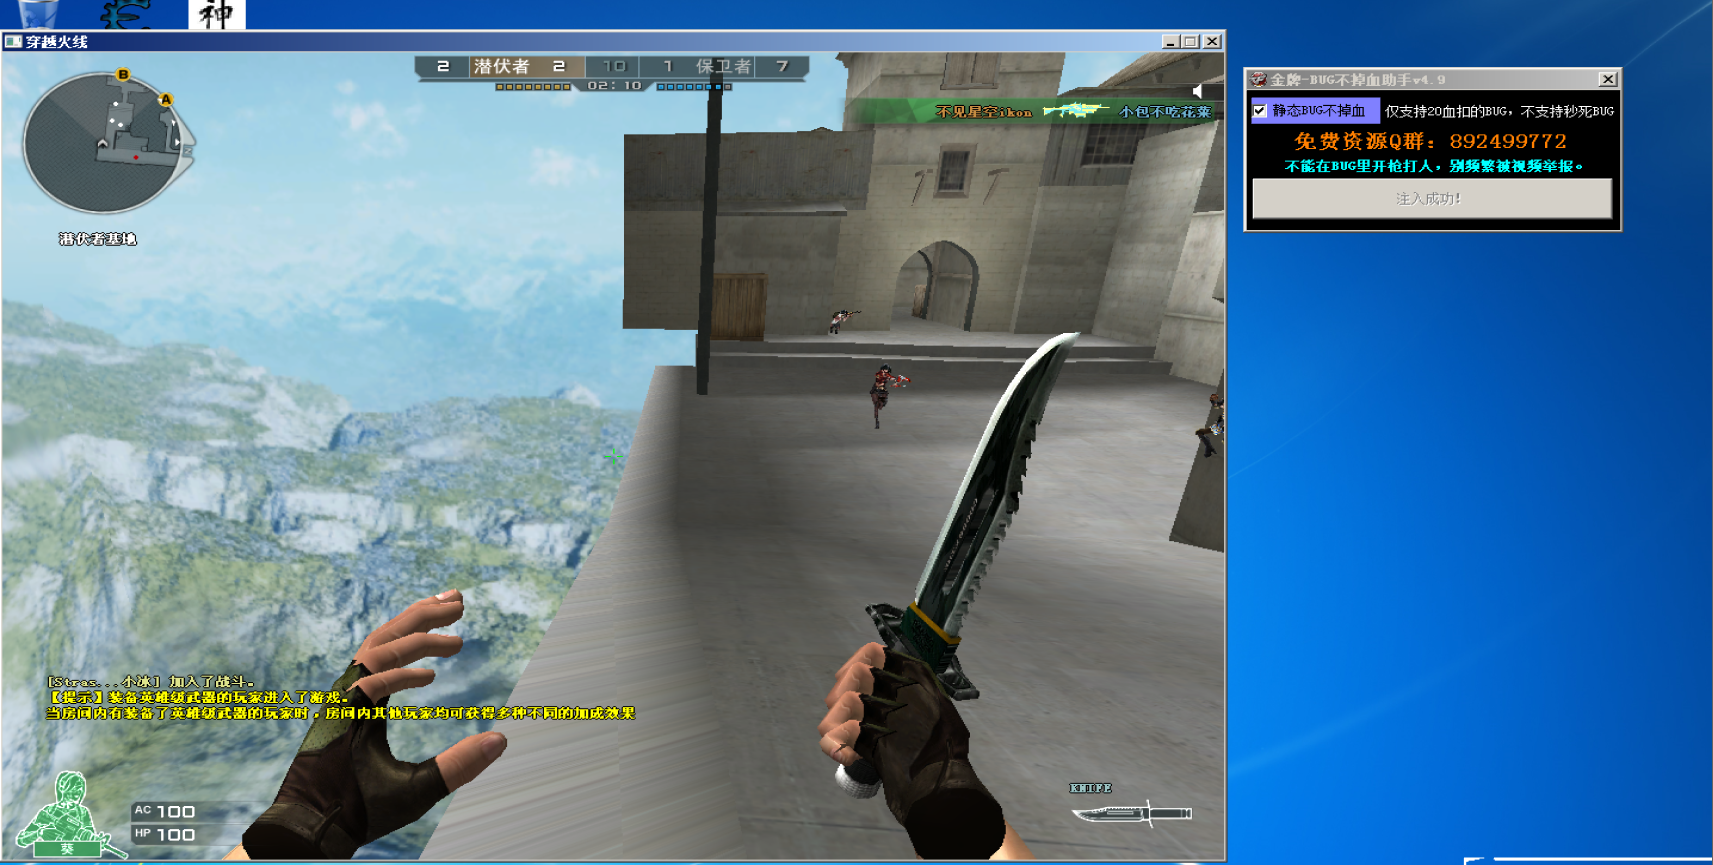 神
穿越火线
2 潜伏者 2 10 1 保卫者 7
02:10
B
A
不见星空ikon 小包不吃花菜
潜伏者基地
金牌-BUG不掉血助手v4.9
静态BUG不掉血 仅支持20血扣的BUG，不支持秒死BUG
免费资源Q群：892499772
不能在BUG里开枪打人，别频繁被视频举报。
注入成功!
[Stras...小冰] 加入了战斗。
【提示】装备英雄级武器的玩家进入了游戏。
当房间内有装备了英雄级武器的玩家时，房间内其他玩家均可获得多种不同的加成效果
KNIFE
AC 100
HP 100
葵